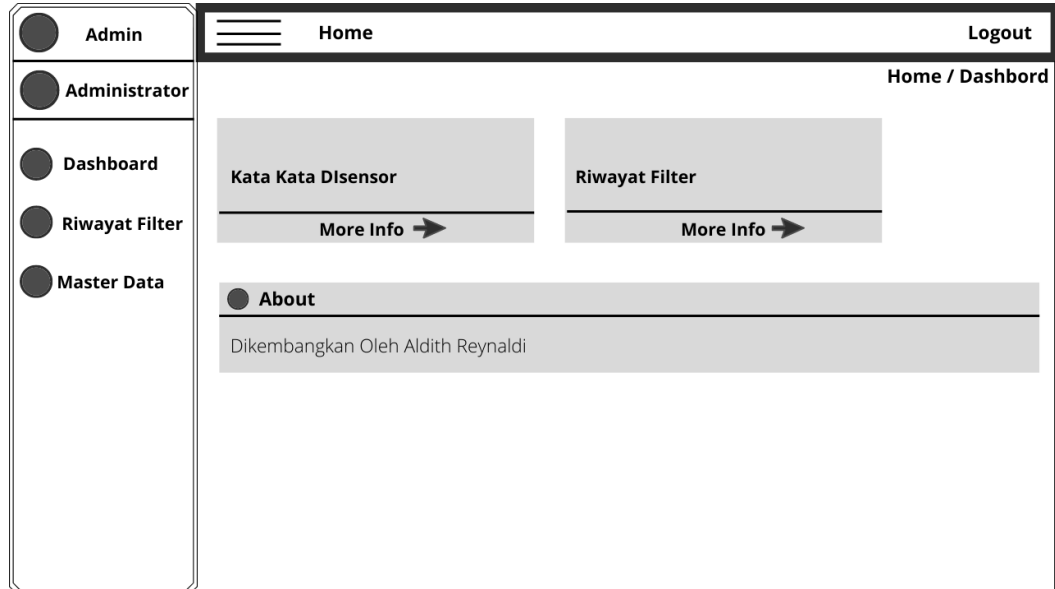 Admin
Administrator
Dashboard
Riwayat Filter
Master Data
Home
Logout
Home / Dashbord
Kata Kata DIsensor
More Info
Riwayat Filter
More Info
About
Dikembangkan Oleh Aldith Reynaldi